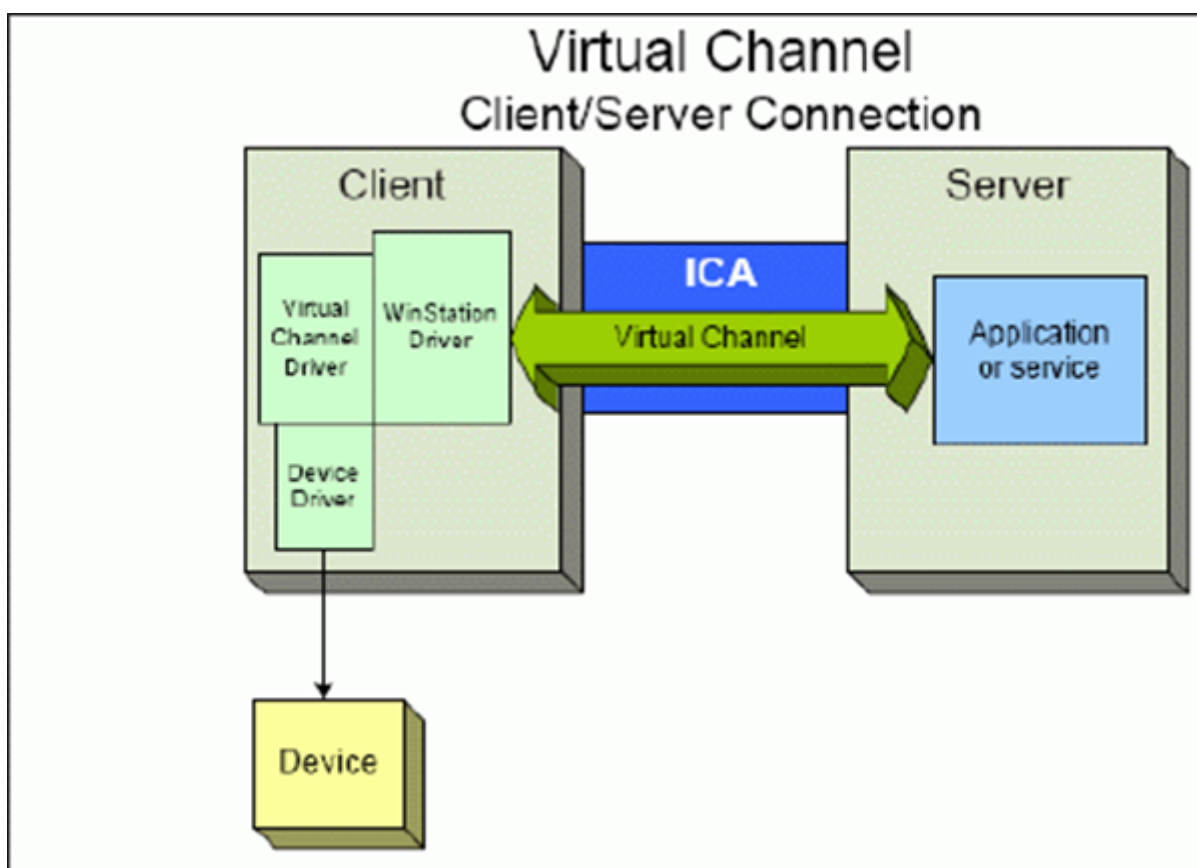 Virtual Channel
Client/Server Connection
Client
Server
ICA
Virtual
Channel
Driver
WinStation
Driver
Virtual Channel
Application
or service
Device
Driver
Device